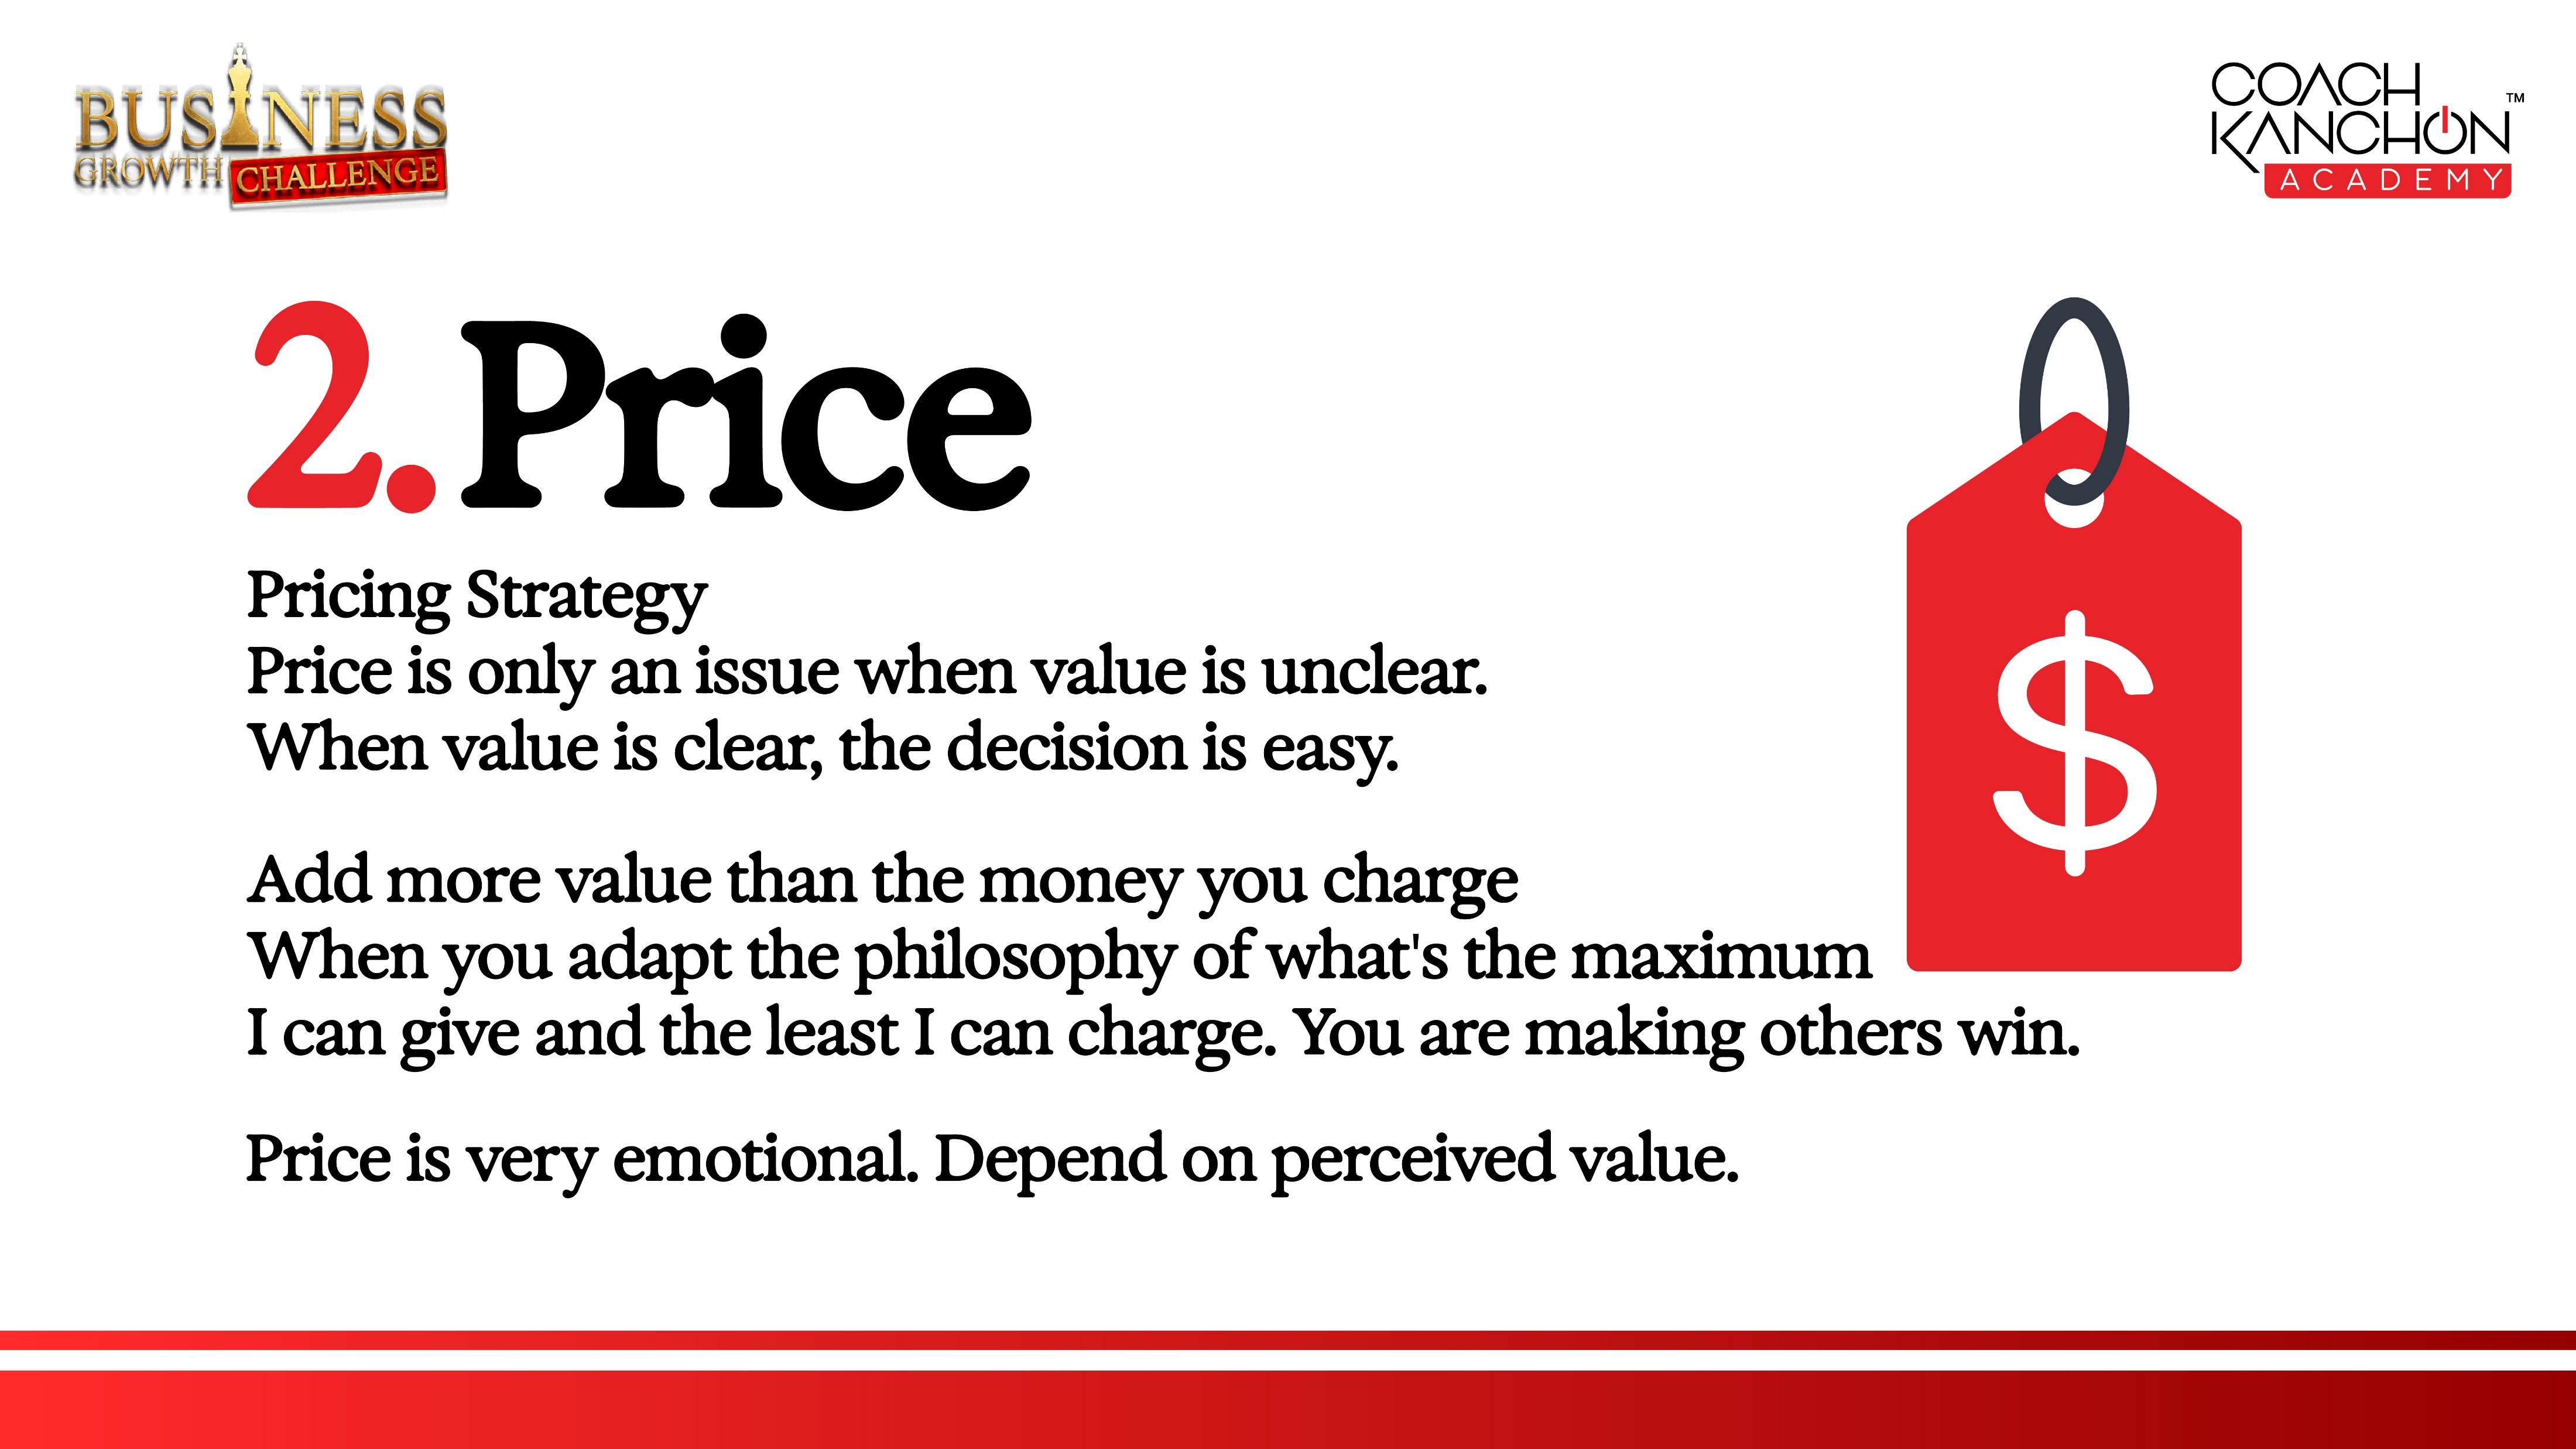 BUSINESS
GROWTH CHALLENGE
COACH
KANCHON™
ACADEMY
2. Price
$
Pricing Strategy
Price is only an issue when value is unclear.
When value is clear, the decision is easy.
Add more value than the money you charge
When you adapt the philosophy of what's the maximum
I can give and the least I can charge. You are making others win.
Price is very emotional. Depend on perceived value.